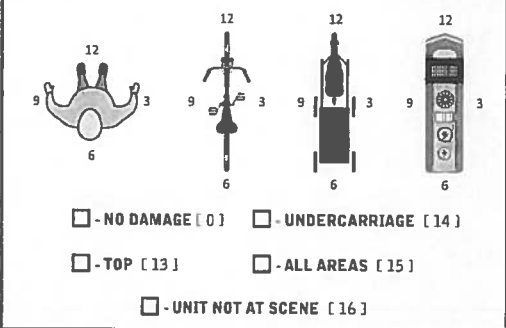 12 12 12 12
9 3 9 3 9 3 9 3
6 6 6 6
- NO DAMAGE [ 0 ] - UNDERCARRIAGE [ 14 ]
- TOP [ 13 ] - ALL AREAS [ 15 ]
- UNIT NOT AT SCENE [ 16 ]